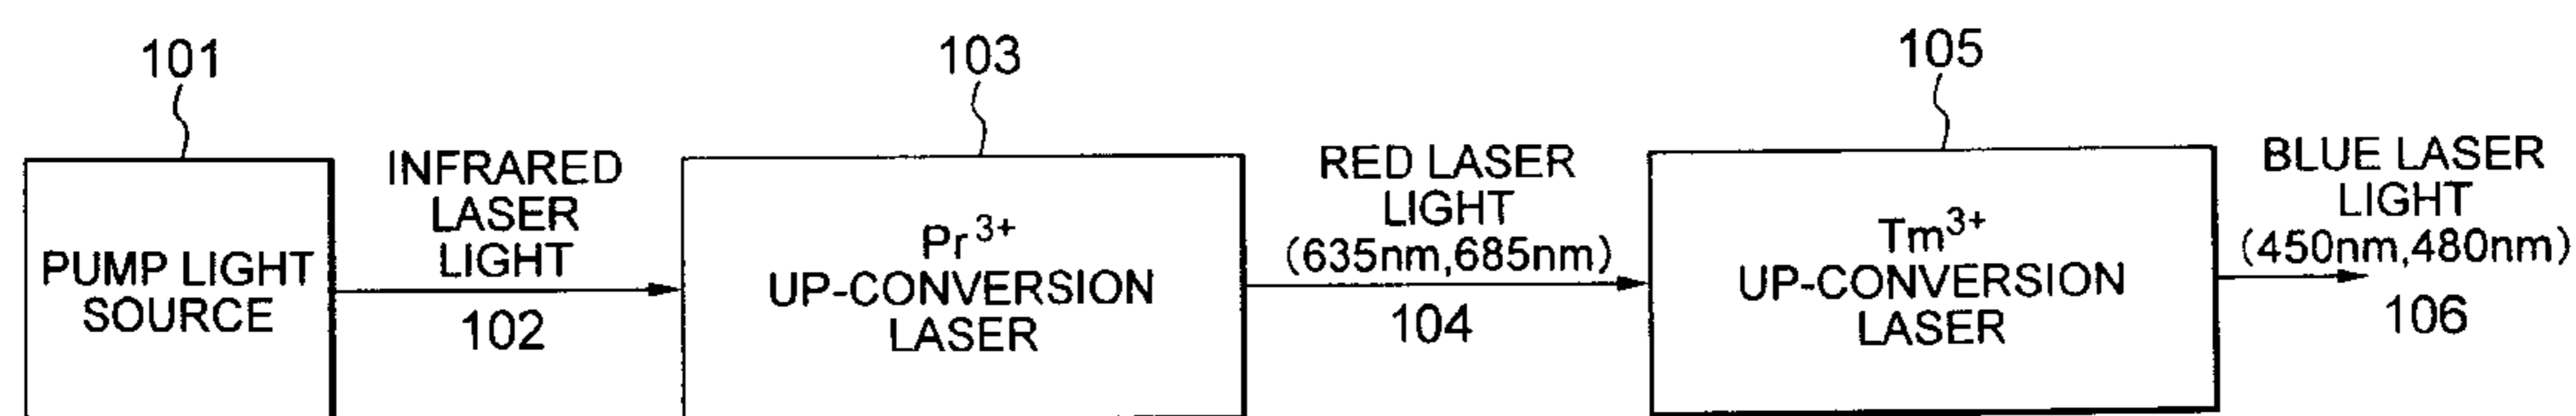 101
103
105
PUMP LIGHT
SOURCE
INFRARED
LASER
LIGHT
102
Pr³⁺
UP-CONVERSION
LASER
RED LASER
LIGHT
(635nm,685nm)
104
Tm³⁺
UP-CONVERSION
LASER
BLUE LASER
LIGHT
(450nm,480nm)
106